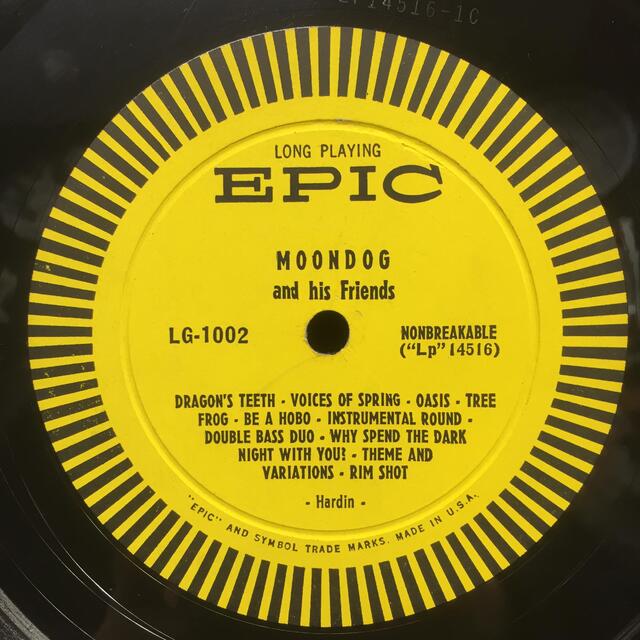 14516-1C
LONG PLAYING
EPIC
MOONDOG
and his Friends
LG-1002
NONBREAKABLE
("Lp" 14516)
DRAGON'S TEETH - VOICES OF SPRING - OASIS - TREE
FROG - BE A HOBO - INSTRUMENTAL ROUND -
DOUBLE BASS DUO - WHY SPEND THE DARK
NIGHT WITH YOU? - THEME AND
VARIATIONS - RIM SHOT
- Hardin -
"EPIC" AND SYMBOL TRADE MARKS. MADE IN U.S.A.